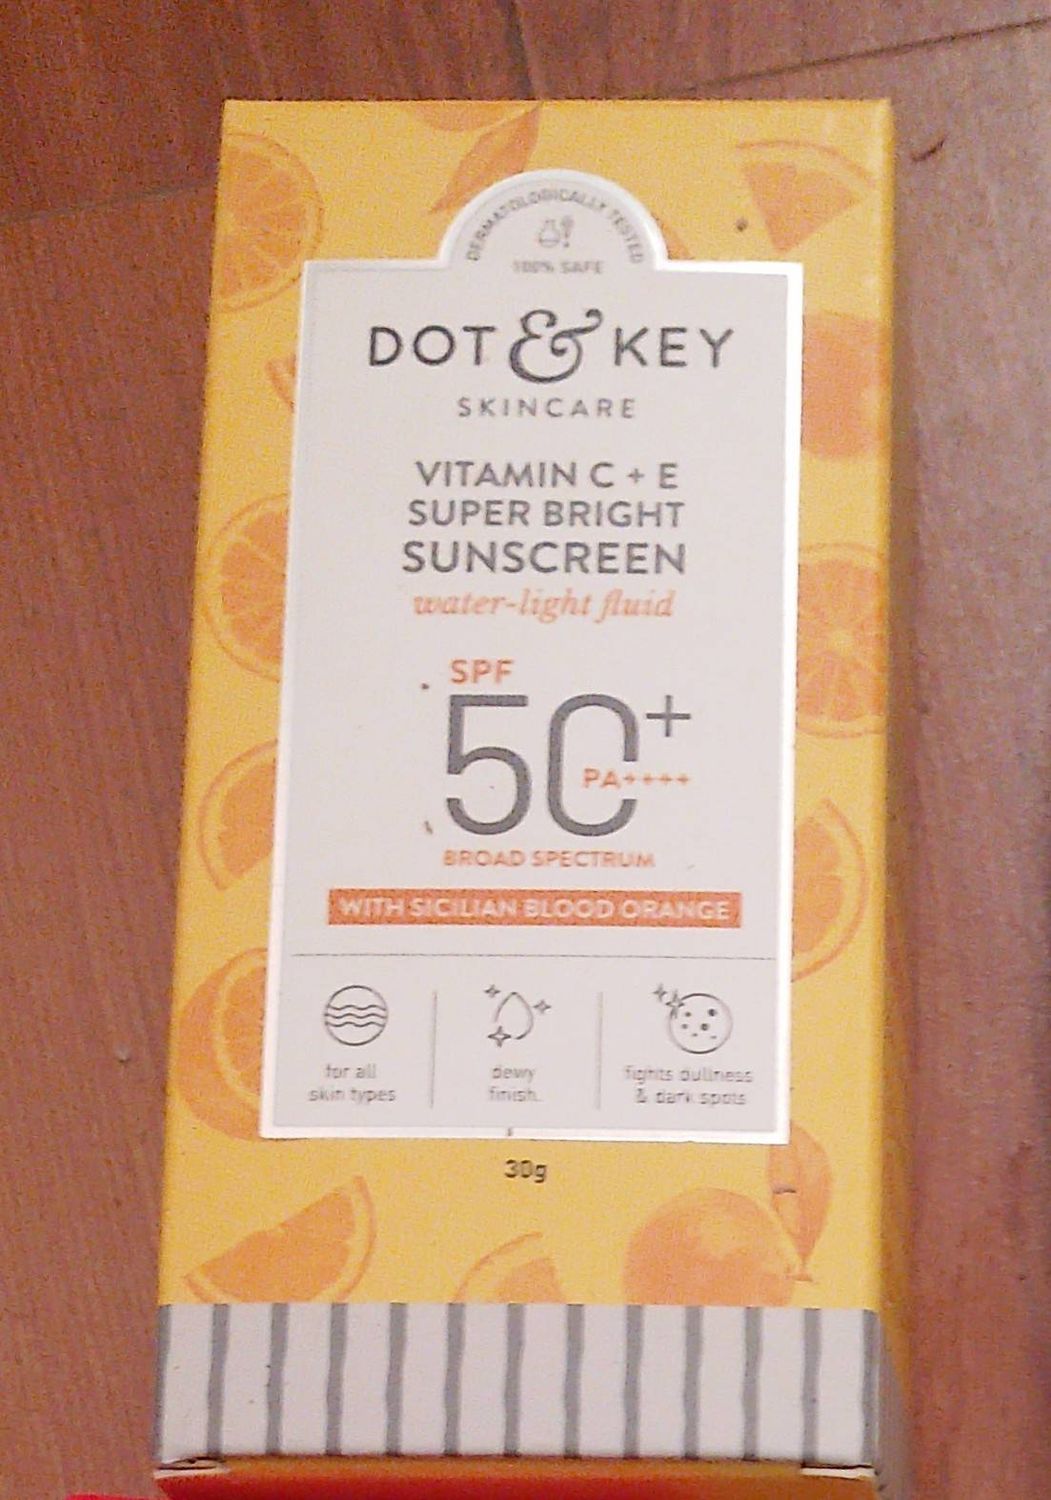 DERMATOLOGICALLY TESTED
100% SAFE
DOT & KEY
SKINCARE
VITAMIN C + E
SUPER BRIGHT
SUNSCREEN
water-light fluid
SPF
50+
PA++++
BROAD SPECTRUM
WITH SICILIAN BLOOD ORANGE
for all
skin types
dewy
finish
fights dullness
& dark spots
30g